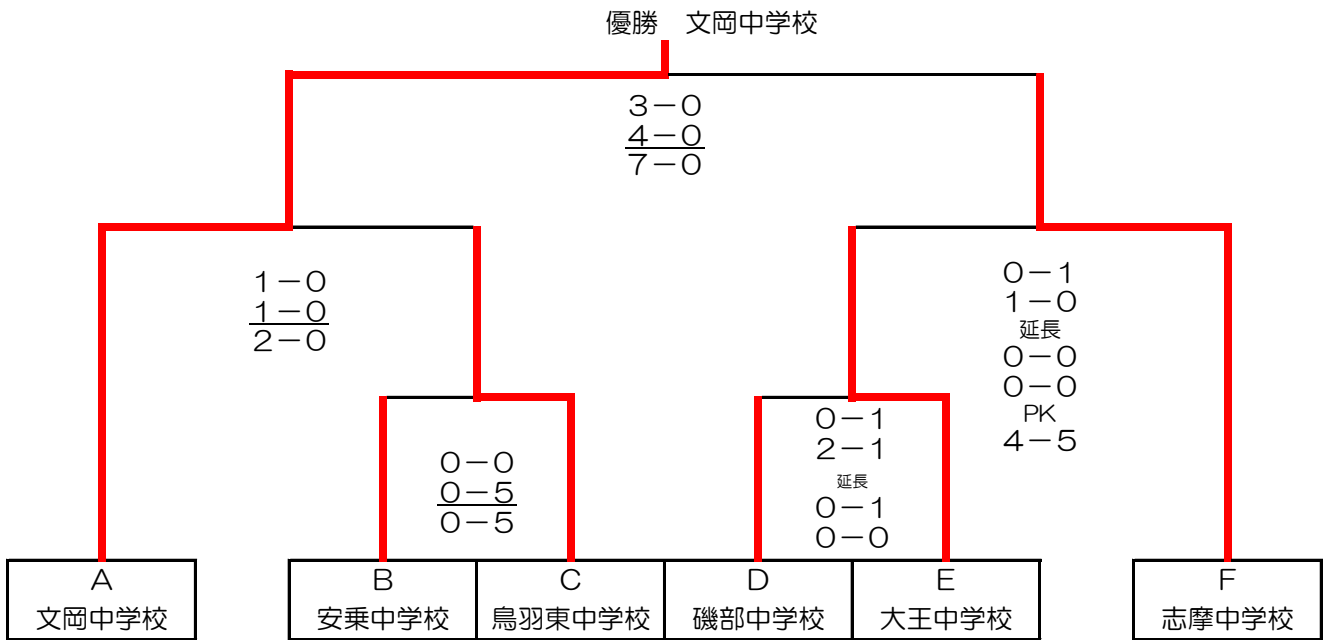 優勝　文岡中学校
３－０
４－０
７－０
１－０
１－０
２－０
０－１
１－０
延長
０－０
０－０
PK
４－５
０－０
０－５
０－５
０－１
２－１
延長
０－１
０－０
A
文岡中学校
B
安乗中学校
C
鳥羽東中学校
D
磯部中学校
E
大王中学校
F
志摩中学校